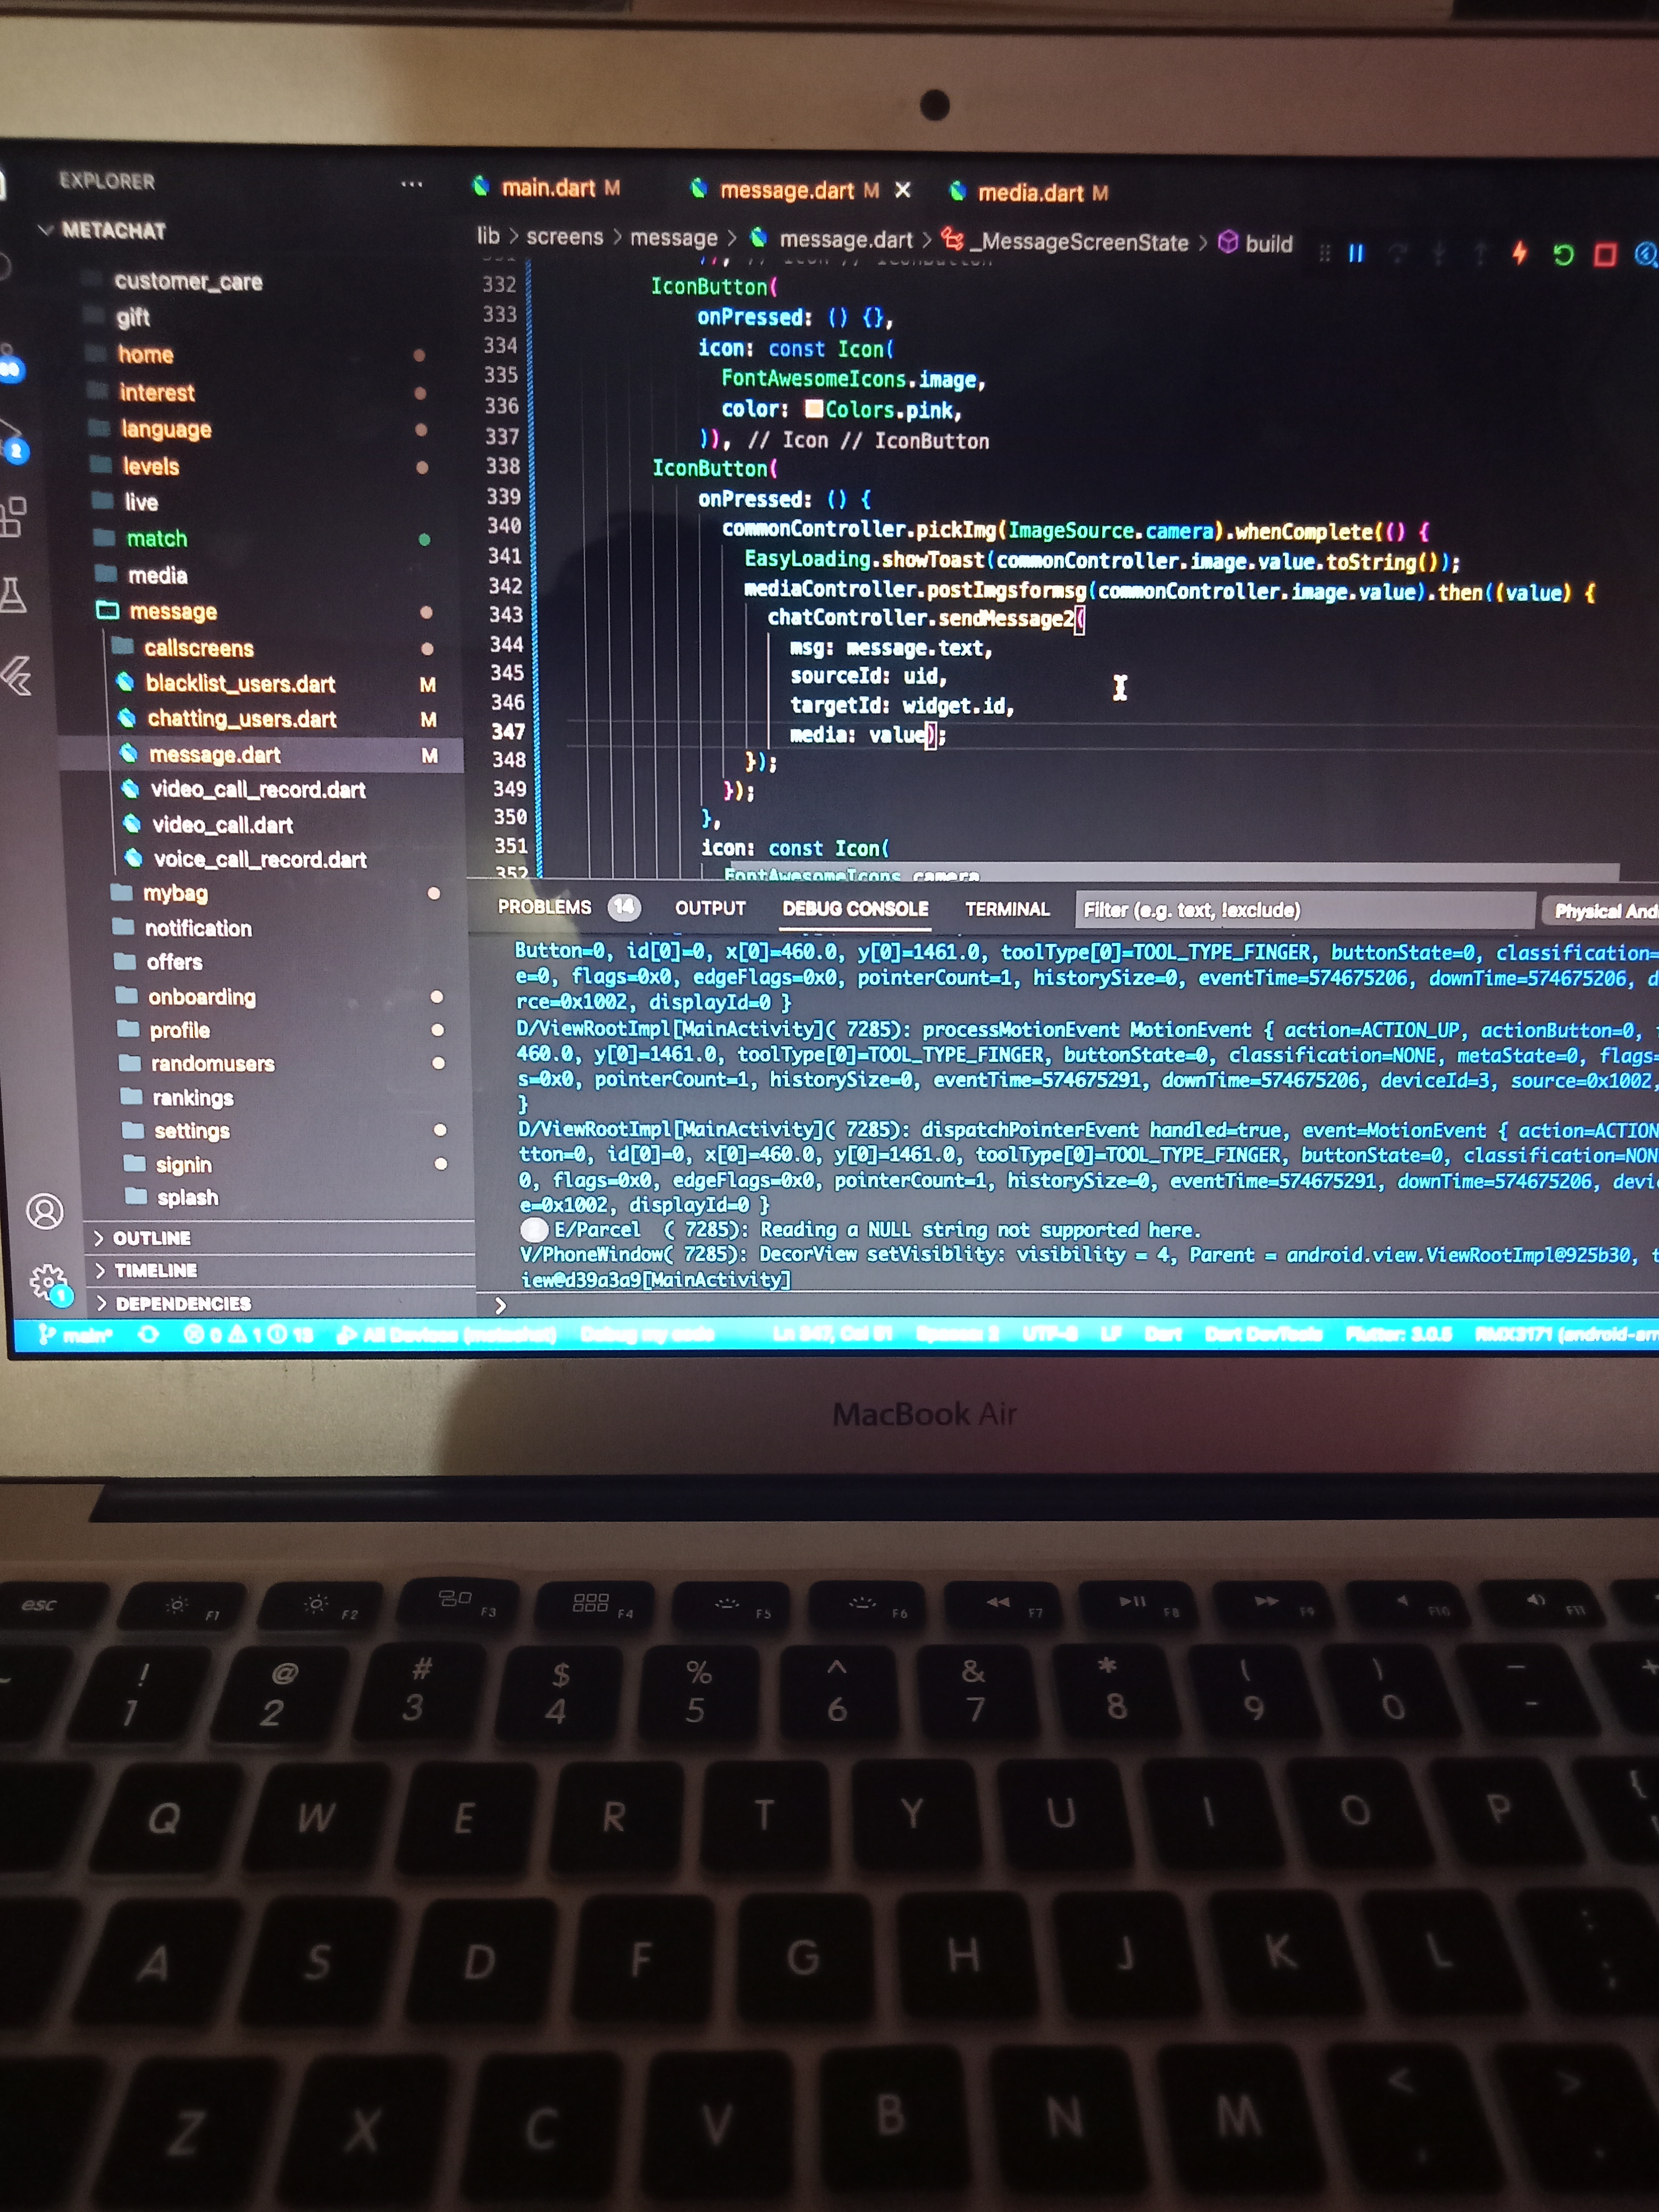 EXPLORER
...
METACHAT
customer_care
gift
home
interest
language
levels
live
match
media
message
callscreens
blacklist_users.dart M
chatting_users.dart M
message.dart M
video_call_record.dart
video_call.dart
voice_call_record.dart
mybag
notification
offers
onboarding
profile
randomusers
rankings
settings
signin
splash
OUTLINE
TIMELINE
DEPENDENCIES
2
1
main.dart M
message.dart M
media.dart M
lib > screens > message > message.dart > _MessageScreenState > build
332 IconButton(
333 onPressed: () {},
334 icon: const Icon(
335 FontAwesomeIcons.image,
336 color: Colors.pink,
337 )), // Icon // IconButton
338 IconButton(
339 onPressed: () {
340 commonController.pickImg(ImageSource.camera).whenComplete(() {
341 EasyLoading.showToast(commonController.image.value.toString());
342 mediaController.postImgsformsg(commonController.image.value).then((value) {
343 chatController.sendMessage2(
344 msg: message.text,
345 sourceId: uid,
346 targetId: widget.id,
347 media: value);
348 });
349 });
350 },
351 icon: const Icon(
352 FontAwesomeIcons.camera
PROBLEMS 14 OUTPUT DEBUG CONSOLE TERMINAL Filter (e.g. text, !exclude) Physical And
Button=0, id[0]=0, x[0]=460.0, y[0]=1461.0, toolType[0]=TOOL_TYPE_FINGER, buttonState=0, classification=
e=0, flags=0x0, edgeFlags=0x0, pointerCount=1, historySize=0, eventTime=574675206, downTime=574675206, d
rce=0x1002, displayId=0 }
D/ViewRootImpl[MainActivity]( 7285): processMotionEvent MotionEvent { action=ACTION_UP, actionButton=0,
460.0, y[0]=1461.0, toolType[0]=TOOL_TYPE_FINGER, buttonState=0, classification=NONE, metaState=0, flags=
s=0x0, pointerCount=1, historySize=0, eventTime=574675291, downTime=574675206, deviceId=3, source=0x1002,
}
D/ViewRootImpl[MainActivity]( 7285): dispatchPointerEvent handled=true, event=MotionEvent { action=ACTION
tton=0, id[0]=0, x[0]=460.0, y[0]=1461.0, toolType[0]=TOOL_TYPE_FINGER, buttonState=0, classification=NON
0, flags=0x0, edgeFlags=0x0, pointerCount=1, historySize=0, eventTime=574675291, downTime=574675206, devi
e=0x1002, displayId=0 }
E/Parcel ( 7285): Reading a NULL string not supported here.
V/PhoneWindow( 7285): DecorView setVisiblity: visibility = 4, Parent = android.view.ViewRootImpl@925b30, t
iew@d39a3a9[MainActivity]
>
main* 0 1 13 All Devices (metachat) Debug my code Ln 347, Col 51 Spaces: 2 UTF-8 LF Dart Dart DevTools Flutter: 3.0.5 RMX3171 (android-arm
MacBook Air
esc F1 F2 F3 F4 F5 F6 F7 F8 F9 F10 F11
! @ # $ % ^ & * ( ) — +
1 2 3 4 5 6 7 8 9 0 -
Q W E R T Y U I O P {
A S D F G H J K L : ;
Z X C V B N M < >
, .